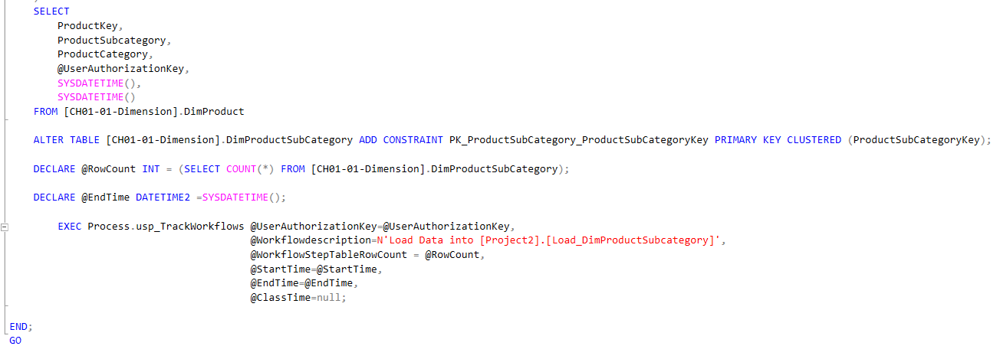 SELECT
ProductKey,
ProductSubcategory,
ProductCategory,
@UserAuthorizationKey,
SYSDATETIME(),
SYSDATETIME()
FROM [CH01-01-Dimension].DimProduct
ALTER TABLE [CH01-01-Dimension].DimProductSubCategory ADD CONSTRAINT PK_ProductSubCategory_ProductSubCategoryKey PRIMARY KEY CLUSTERED (ProductSubCategoryKey);
DECLARE @RowCount INT = (SELECT COUNT(*) FROM [CH01-01-Dimension].DimProductSubCategory);
DECLARE @EndTime DATETIME2 =SYSDATETIME();
EXEC Process.usp_TrackWorkflows @UserAuthorizationKey=@UserAuthorizationKey,
@Workflowdescription=N'Load Data into [Project2].[Load_DimProductSubcategory]',
@WorkflowStepTableRowCount = @RowCount,
@StartTime=@StartTime,
@EndTime=@EndTime,
@ClassTime=null;
END;
GO